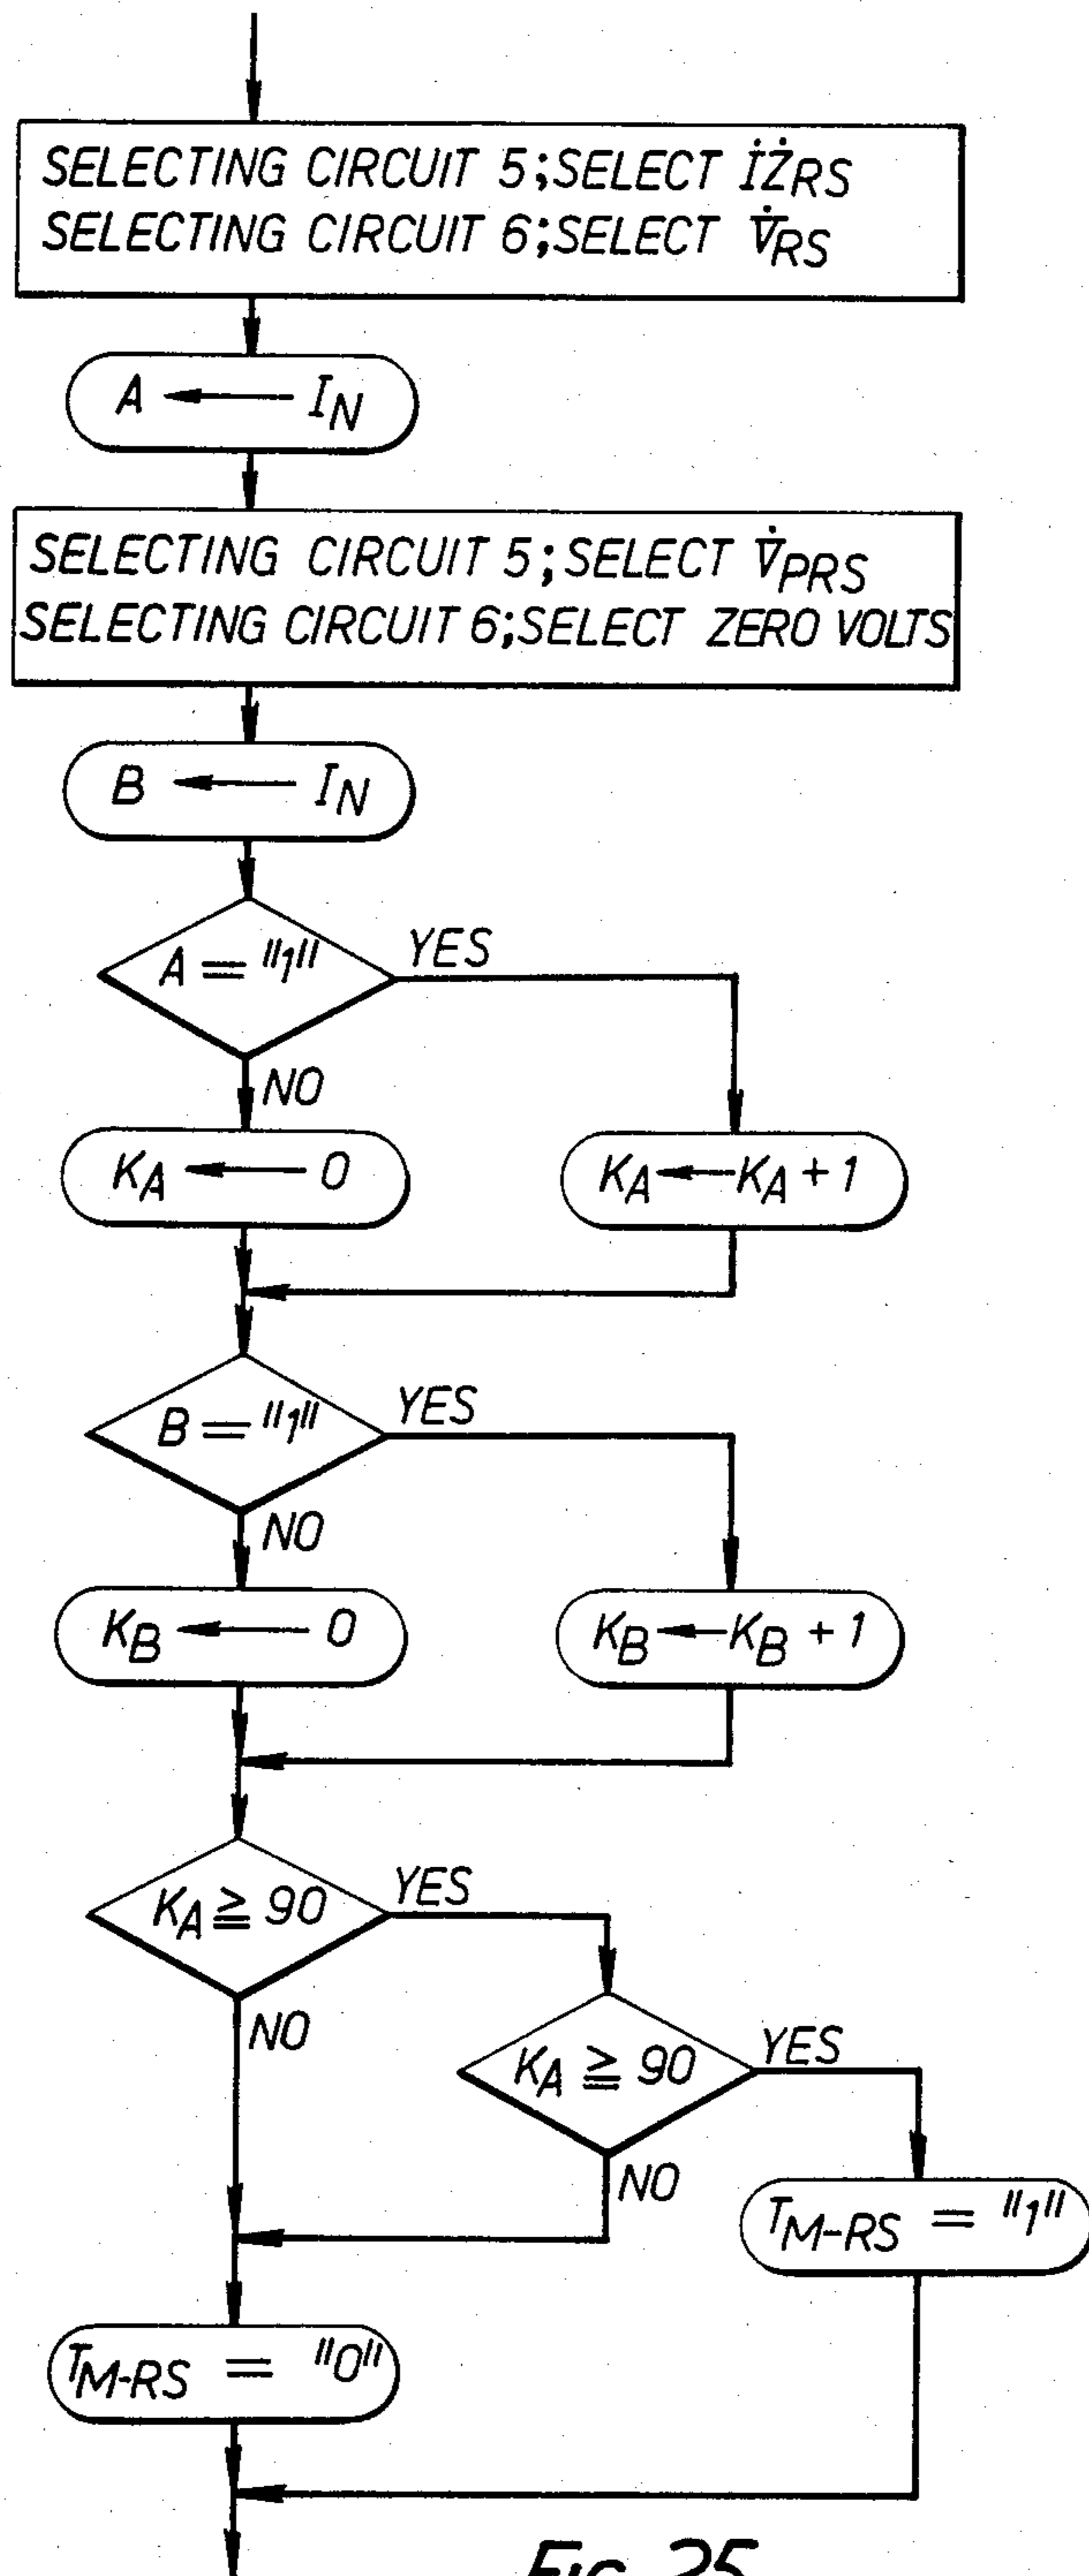 SELECTING CIRCUIT 5;SELECT İŻRS
SELECTING CIRCUIT 6;SELECT V̇RS
A ← IN
SELECTING CIRCUIT 5;SELECT V̇PRS
SELECTING CIRCUIT 6;SELECT ZERO VOLTS
B ← IN
A = "1"
YES
NO
KA ← 0
KA ← KA + 1
B = "1"
YES
NO
KB ← 0
KB ← KB + 1
KA ≧ 90
YES
NO
KA ≧ 90
YES
NO
TM-RS = "1"
TM-RS = "0"
FIG. 25